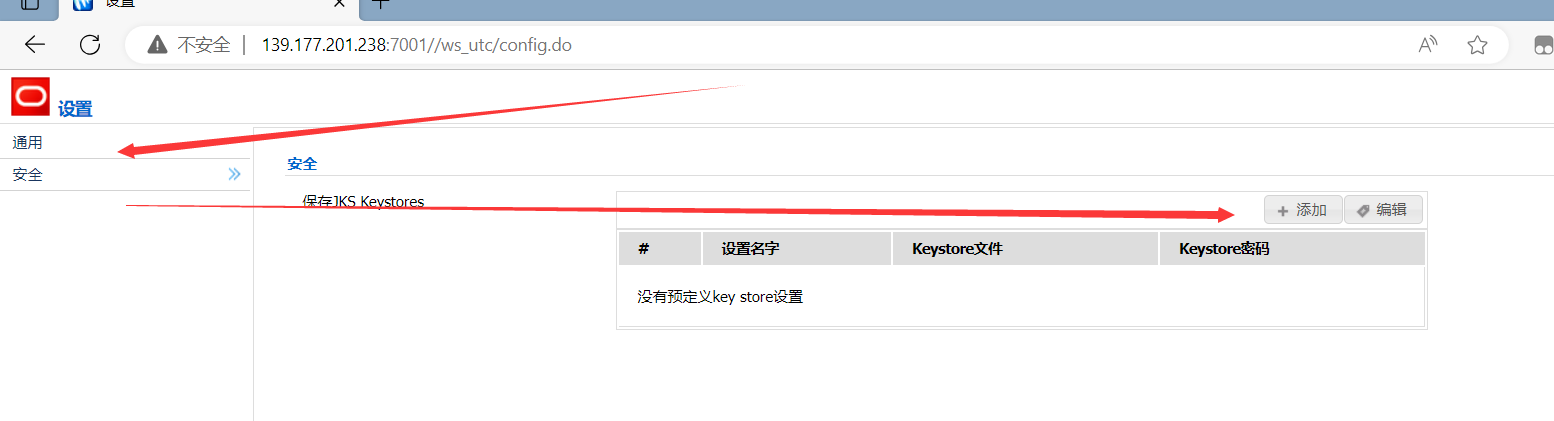 设置
不安全 139.177.201.238:7001//ws_utc/config.do
设置
通用
安全
安全
保存JKS Keystores
添加 编辑
# 设置名字 Keystore文件 Keystore密码
没有预定义key store设置